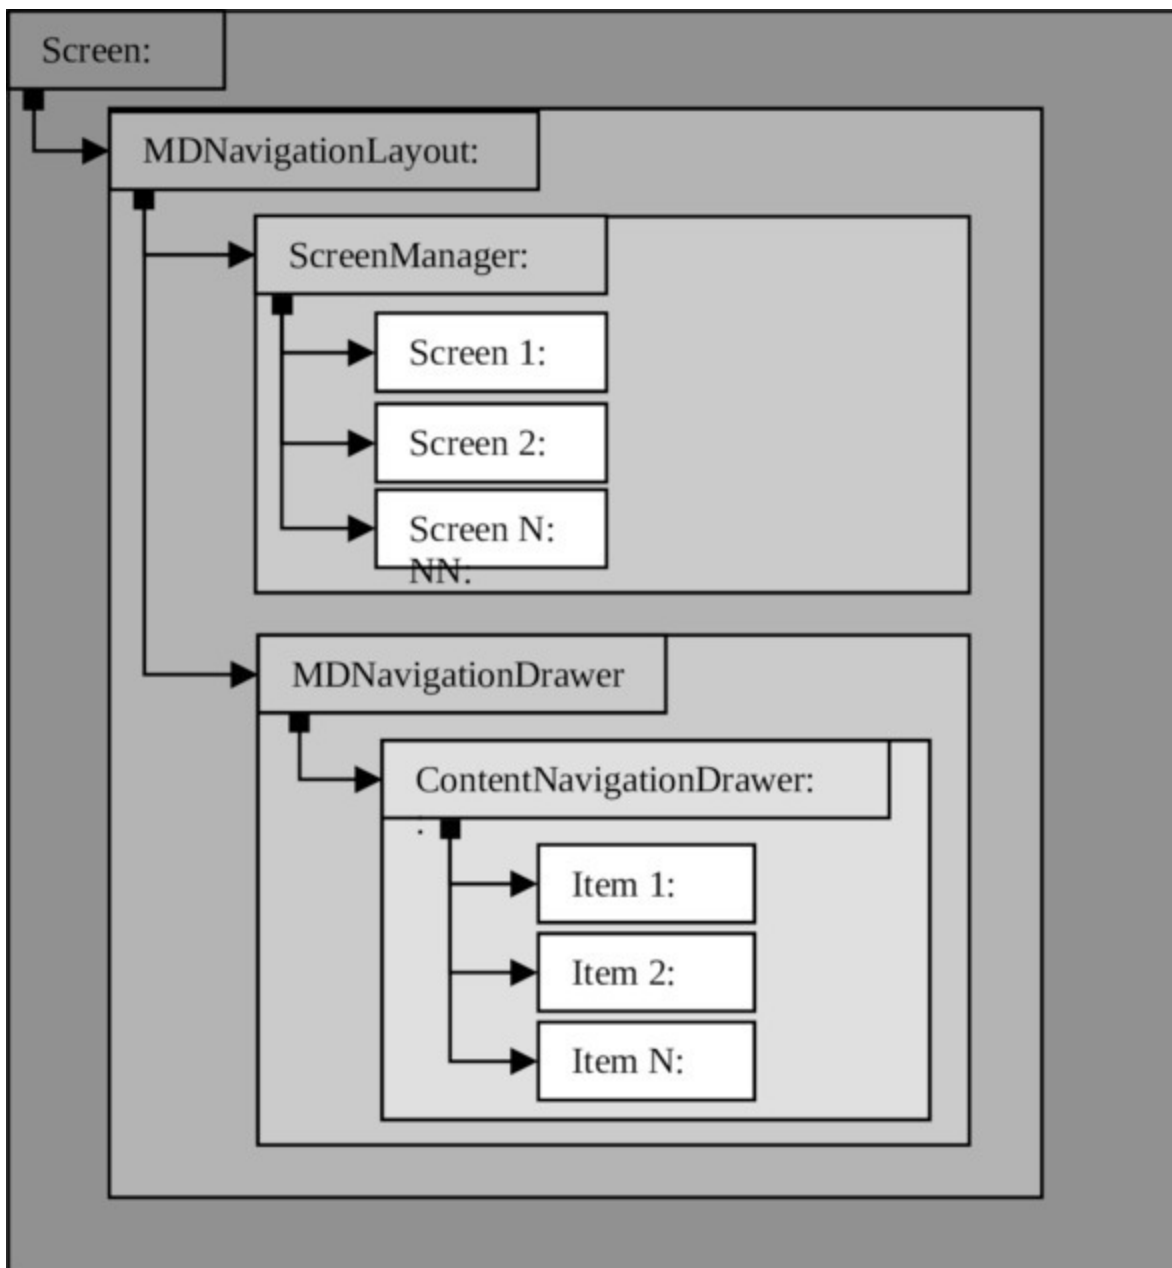 Screen:
MDNavigationLayout:
ScreenManager:
Screen 1:
Screen 2:
Screen N:
NN:
MDNavigationDrawer
ContentNavigationDrawer:
:
Item 1:
Item 2:
Item N: